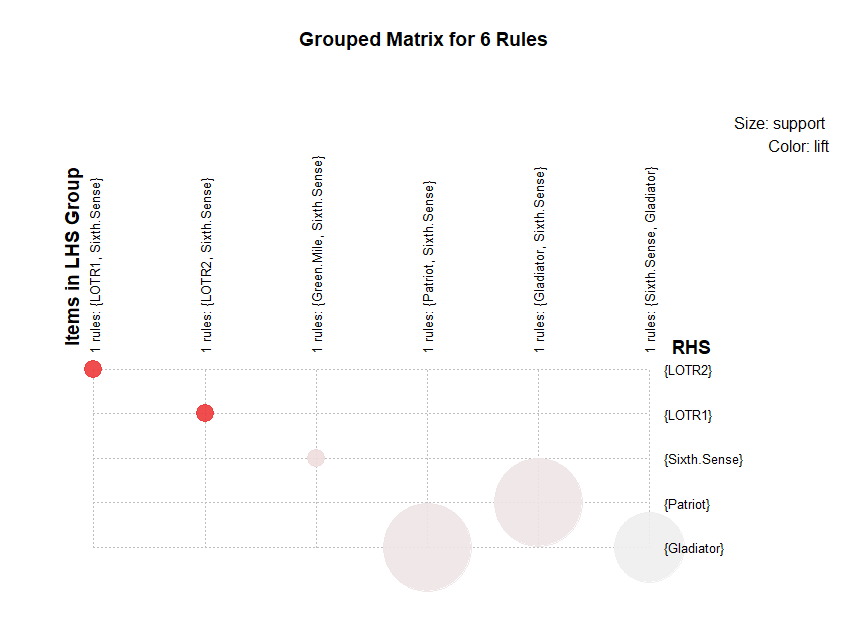 Grouped Matrix for 6 Rules
Size: support
Color: lift
Items in LHS Group
1 rules: {LOTR1, Sixth.Sense}
1 rules: {LOTR2, Sixth.Sense}
1 rules: {Green.Mile, Sixth.Sense}
1 rules: {Patriot, Sixth.Sense}
1 rules: {Gladiator, Sixth.Sense}
1 rules: {Sixth.Sense, Gladiator}
RHS
{LOTR2}
{LOTR1}
{Sixth.Sense}
{Patriot}
{Gladiator}